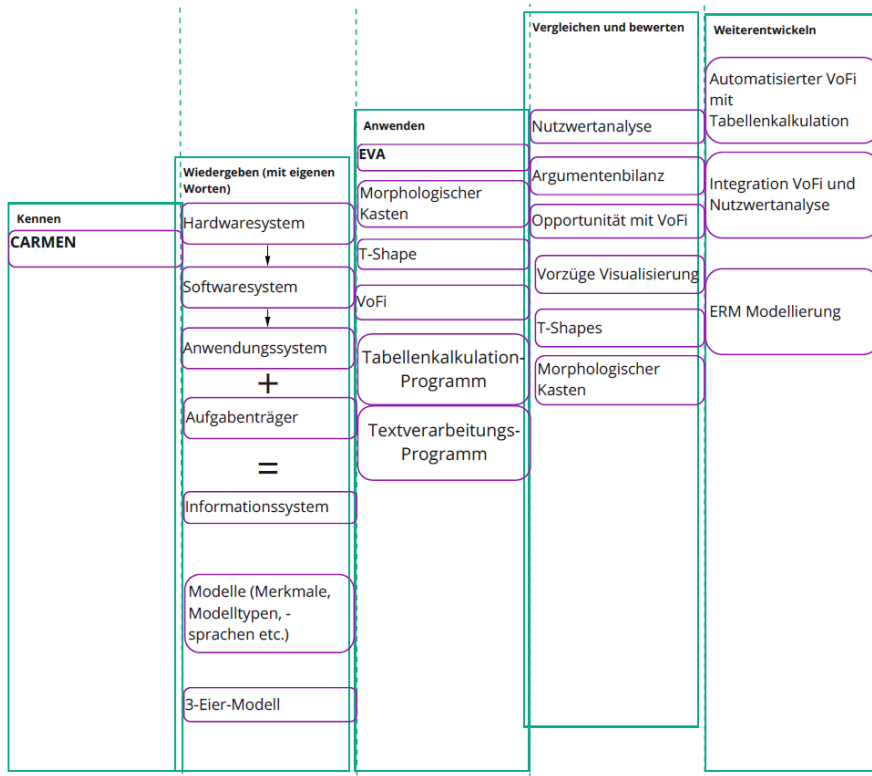 Kennen
CARMEN
Wiedergeben (mit eigenen
Worten)
Hardwaresystem
Softwaresystem
Anwendungssystem
+
Aufgabenträger
=
Informationssystem
Modelle (Merkmale,
Modelltypen, -
sprachen etc.)
3-Eier-Modell
Anwenden
EVA
Morphologischer
Kasten
T-Shape
VoFi
Tabellenkalkulation-
Programm
Textverarbeitungs-
Programm
Vergleichen und bewerten
Nutzwertanalyse
Argumentenbilanz
Opportunität mit VoFi
Vorzüge Visualisierung
T-Shapes
Morphologischer
Kasten
Weiterentwickeln
Automatisierter VoFi
mit
Tabellenkalkulation
Integration VoFi und
Nutzwertanalyse
ERM Modellierung